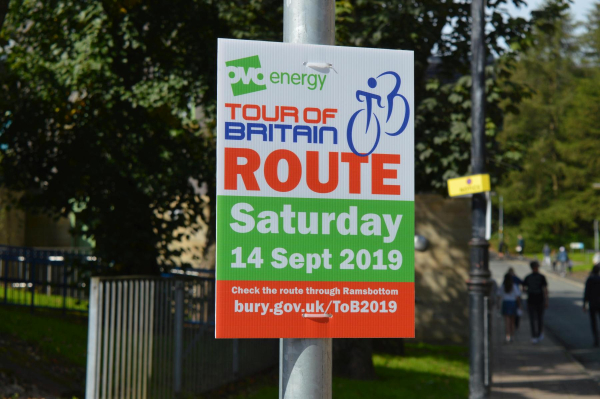 ovo energy
TOUR OF
BRITAIN
ROUTE
Saturday
14 Sept 2019
Check the route through Ramsbottom
bury.gov.uk/ToB2019